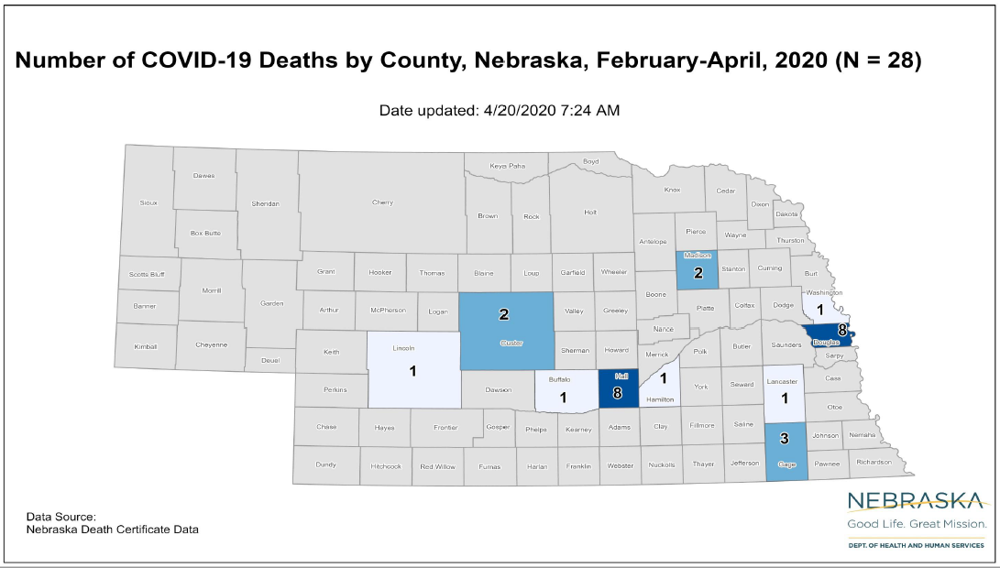 Number of COVID-19 Deaths by County, Nebraska, February-April, 2020 (N = 28)
Date updated: 4/20/2020 7:24 AM
Keya Paha
Boyd
Dawes
Sioux
Sheridan
Cherry
Brown
Rock
Holt
Knox
Cedar
Dixon
Dakota
Box Butte
Antelope
Pierce
Wayne
Thurston
Scotts Bluff
Morrill
Garden
Grant
Hooker
Thomas
Blaine
Loup
Garfield
Wheeler
Madison
2
Stanton
Cuming
Burt
Banner
Arthur
McPherson
Logan
2
Custer
Valley
Greeley
Boone
Platte
Colfax
Dodge
Washington
1
Kimball
Cheyenne
Deuel
Keith
Lincoln
1
Sherman
Howard
Nance
Merrick
Polk
Butler
Saunders
8
Douglas
Sarpy
Perkins
Dawson
Buffalo
1
Hall
8
1
Hamilton
York
Seward
Lancaster
1
Cass
Otoe
Chase
Hayes
Frontier
Gosper
Phelps
Kearney
Adams
Clay
Fillmore
Saline
3
Gage
Johnson
Nemaha
Dundy
Hitchcock
Red Willow
Furnas
Harlan
Franklin
Webster
Nuckolls
Thayer
Jefferson
Pawnee
Richardson
Data Source:
Nebraska Death Certificate Data
NEBRASKA
Good Life. Great Mission.
DEPT. OF HEALTH AND HUMAN SERVICES